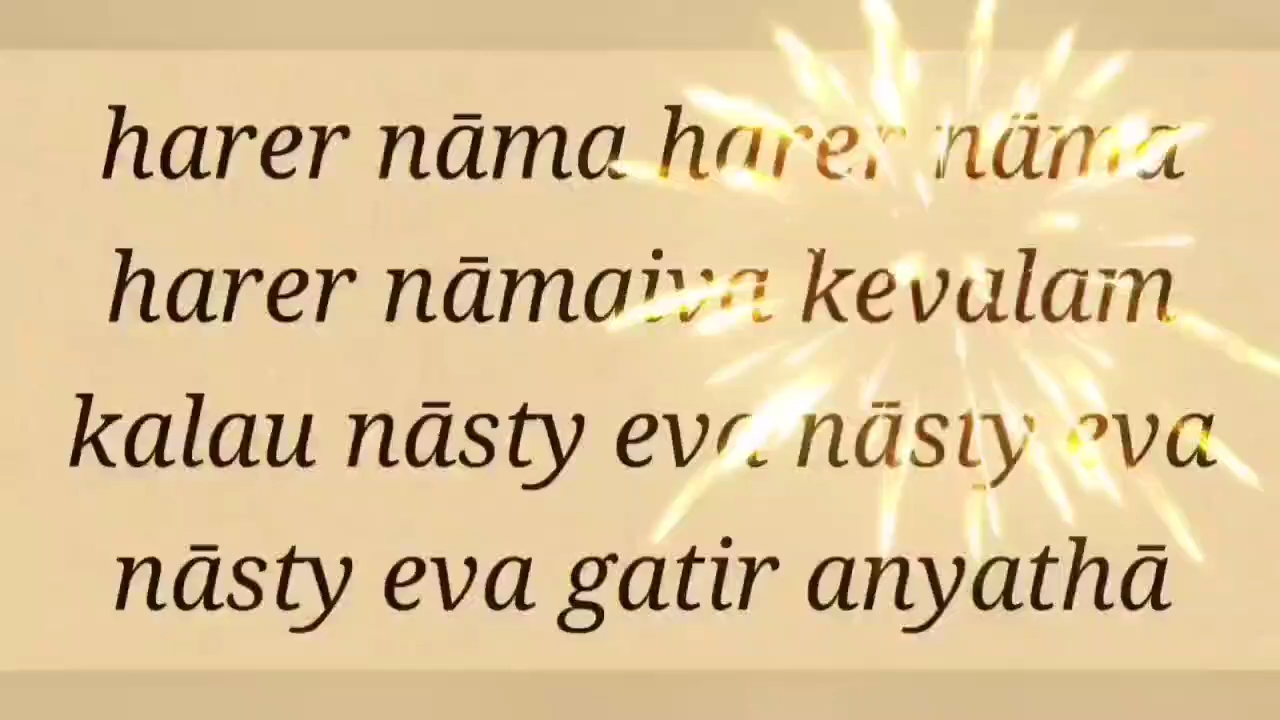 harer nāma harer nāma
harer nāmaiva kevalam
kalau nāsty eva nāsty eva
nāsty eva gatir anyathā